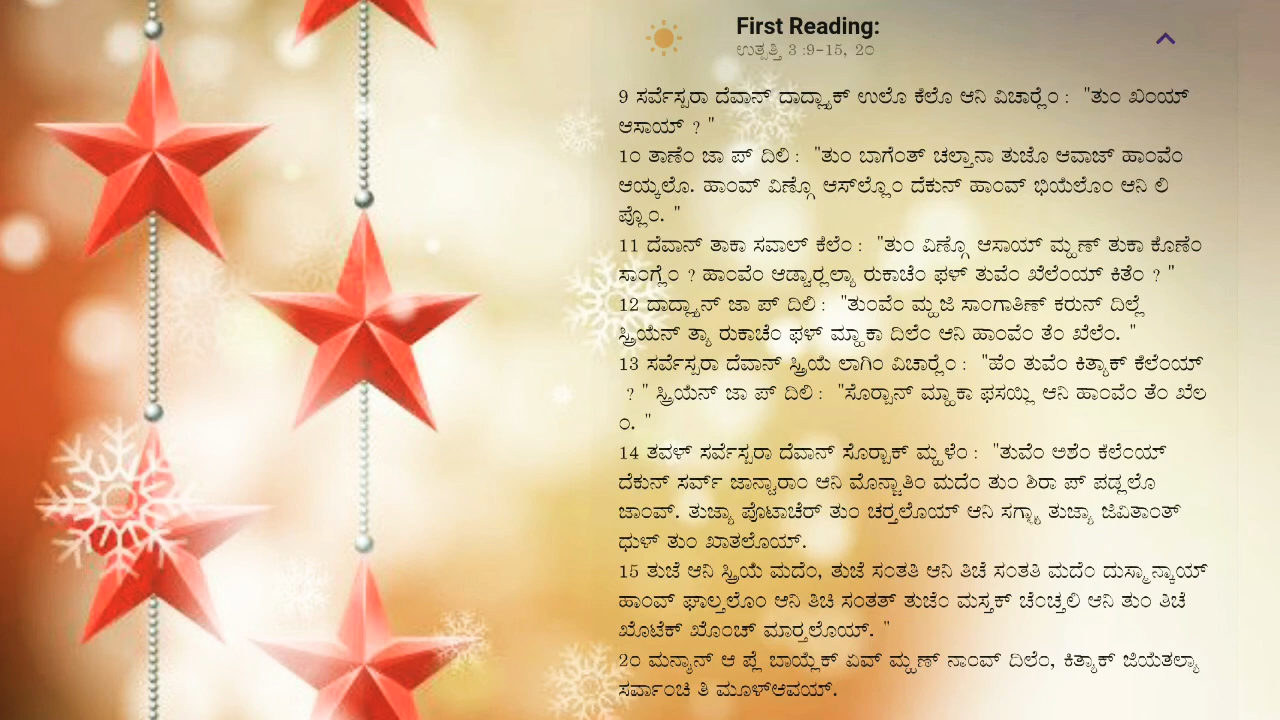 First Reading:
ಉತ್ಪತ್ತಿ 3 :9-15, 20
9 ಸರ್ವೆಸ್ಪರಾ ದೆವಾನ್ ದಾದ್ಲ್ಯಾಕ್ ಉಲೊ ಕೆಲೊ ಆನಿ ವಿಚಾರ್‍ಲೆಂ : "ತುಂ ಖಂಯ್
ಆಸಾಯ್ ? "
10 ತಾಣೆಂ ಜಾ ಪ್ ದಿಲಿ : "ತುಂ ಬಾಗೆಂತ್ ಚಲ್ತಾನಾ ತುಜೊ ಆವಾಜ್ ಹಾಂವೆಂ
ಆಯ್ಕಲೊ. ಹಾಂವ್ ವಿಣ್ಗೊ ಆಸ್‌ಲ್ಲೊಂ ದೆಕುನ್ ಹಾಂವ್ ಭಿಯೆಲೊಂ ಆನಿ ಲಿ
ಪ್ಲೊಂ. "
11 ದೆವಾನ್ ತಾಕಾ ಸವಾಲ್ ಕೆಲೆಂ : "ತುಂ ವಿಣ್ಗೊ ಆಸಾಯ್ ಮ್ಹಣ್ ತುಕಾ ಕೊಣೆಂ
ಸಾಂಗ್ಲೆಂ ? ಹಾಂವೆಂ ಆಡ್ವಾರ್‍ಲಲ್ಯಾ ರುಕಾಚೆಂ ಫಳ್ ತುವೆಂ ಖೆಲೆಂಯ್ ಕಿತೆಂ ? "
12 ದಾದ್ಲ್ಯಾನ್ ಜಾ ಪ್ ದಿಲಿ : "ತುಂವೆಂ ಮ್ಹಜಿ ಸಾಂಗಾತಿಣ್ ಕರುನ್ ದಿಲ್ಲೆ
ಸ್ತ್ರಿಯೆನ್ ತ್ಯಾ ರುಕಾಚೆಂ ಫಳ್ ಮ್ಹಾಕಾ ದಿಲೆಂ ಆನಿ ಹಾಂವೆಂ ತೆಂ ಖೆಲೆಂ. "
13 ಸರ್ವೆಸ್ಪರಾ ದೆವಾನ್ ಸ್ತ್ರಿಯೆ ಲಾಗಿಂ ವಿಚಾರ್‍ಲೆಂ : "ಹೆಂ ತುವೆಂ ಕಿತ್ಯಾಕ್ ಕೆಲೆಂಯ್
? " ಸ್ತ್ರಿಯೆನ್ ಜಾ ಪ್ ದಿಲಿ : "ಸೊರ್‍ಪಾನ್ ಮ್ಹಾಕಾ ಫಸಯ್ಲಿ ಆನಿ ಹಾಂವೆಂ ತೆಂ ಖೆಲ
ಂ. "
14 ತವಳ್ ಸರ್ವೆಸ್ಪರಾ ದೆವಾನ್ ಸೊರ್‍ಪಾಕ್ ಮ್ಹಳೆಂ : "ತುವೆಂ ಅಶೆಂ ಕೆಲೆಂಯ್
ದೆಕುನ್ ಸರ್ವ್ ಜಾನ್ವಾರಾಂ ಆನಿ ಮೊನ್ಜಾತಿಂ ಮದೆಂ ತುಂ ಶಿರಾ ಪ್ ಪಡ್ಲಲೊ
ಜಾಂವ್. ತುಜ್ಯಾ ಪೊಟಾಚೆರ್ ತುಂ ಚರ್‍ತಲೊಯ್ ಆನಿ ಸಗ್ಳ್ಯಾ ತುಜ್ಯಾ ಜಿವಿತಾಂತ್
ಧುಳ್ ತುಂ ಖಾತಲೊಯ್.
15 ತುಜೆ ಆನಿ ಸ್ತ್ರಿಯೆ ಮದೆಂ, ತುಜೆ ಸಂತತಿ ಆನಿ ತಿಚೆ ಸಂತತಿ ಮದೆಂ ದುಸ್ಮಾನ್ಕಾಯ್
ಹಾಂವ್ ಘಾಲ್ತಲೊಂ ಆನಿ ತಿಚಿ ಸಂತತ್ ತುಜೆಂ ಮಸ್ತಕ್ ಚೆಂಚ್ತಲಿ ಆನಿ ತುಂ ತಿಚೆ
ಖೊಟೆಕ್ ಖೊಂಚ್ ಮಾರ್‍ತಲೊಯ್. "
20 ಮನ್ಶ್ಯಾನ್ ಆ ಪ್ಲೆ ಬಾಯ್ಲೆಕ್ ಏವ್ ಮ್ಹಣ್ ನಾಂವ್ ದಿಲೆಂ, ಕಿತ್ಯಾಕ್ ಜಿಯೆತಲ್ಯಾ
ಸರ್ವಾಂಚಿ ತಿ ಮೂಳ್‌ಆವಯ್.